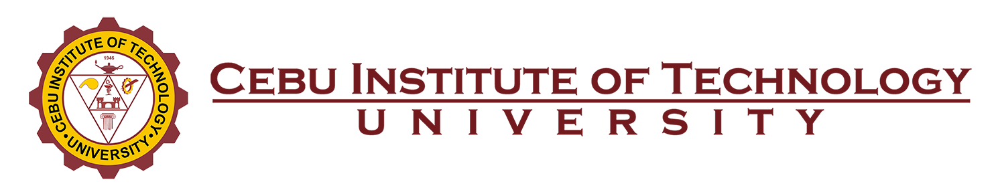 CEBU INSTITUTE OF TECHNOLOGY
• UNIVERSITY •
1946
CEBU INSTITUTE OF TECHNOLOGY
UNIVERSITY